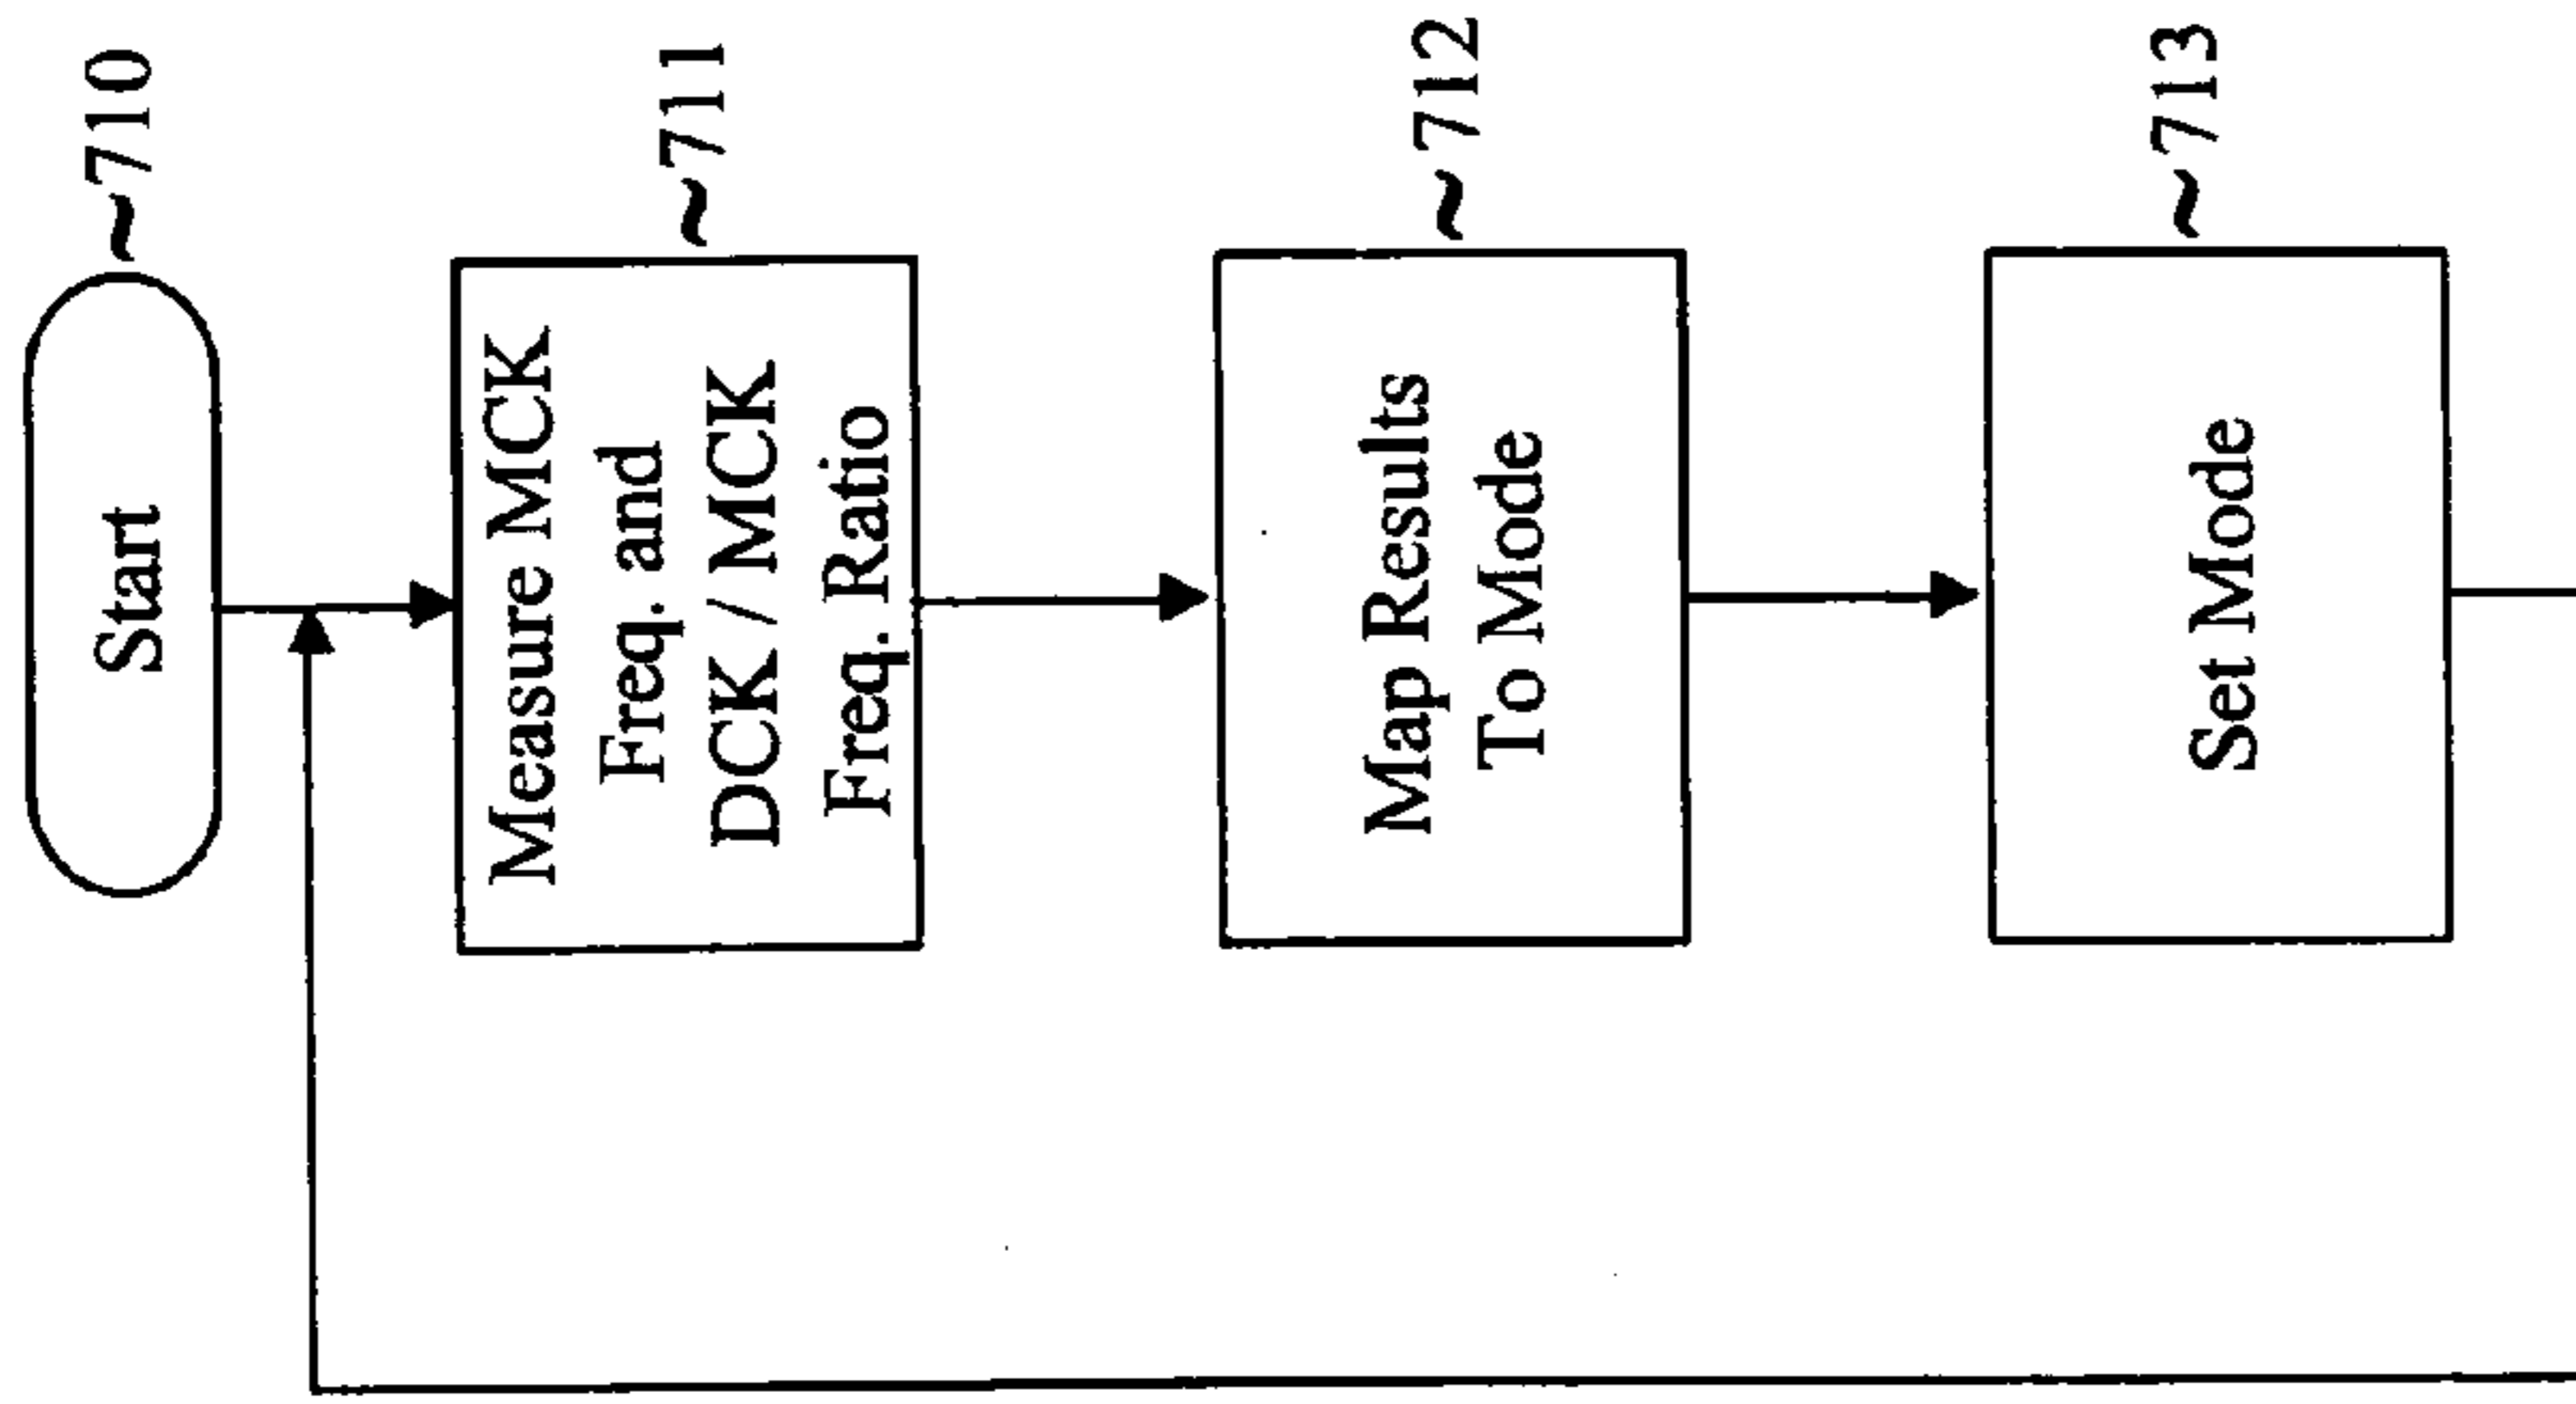 Start
~710
Measure MCK
Freq. and
DCK / MCK
Freq. Ratio
~711
Map Results
To Mode
~712
Set Mode
~713